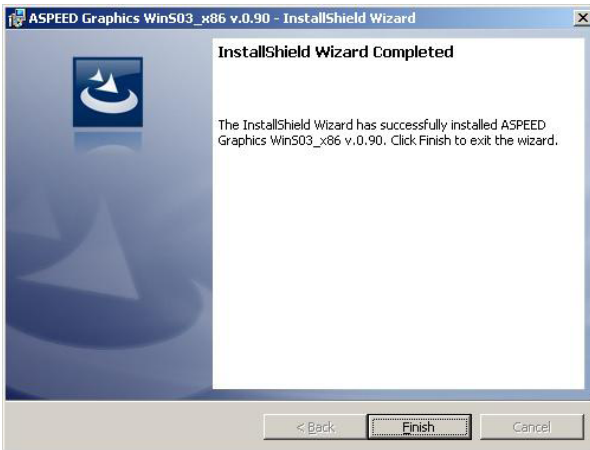 ASPEED Graphics WinS03_x86 v.0.90 - InstallShield Wizard
InstallShield Wizard Completed
The InstallShield Wizard has successfully installed ASPEED
Graphics WinS03_x86 v.0.90. Click Finish to exit the wizard.
< Back Finish Cancel